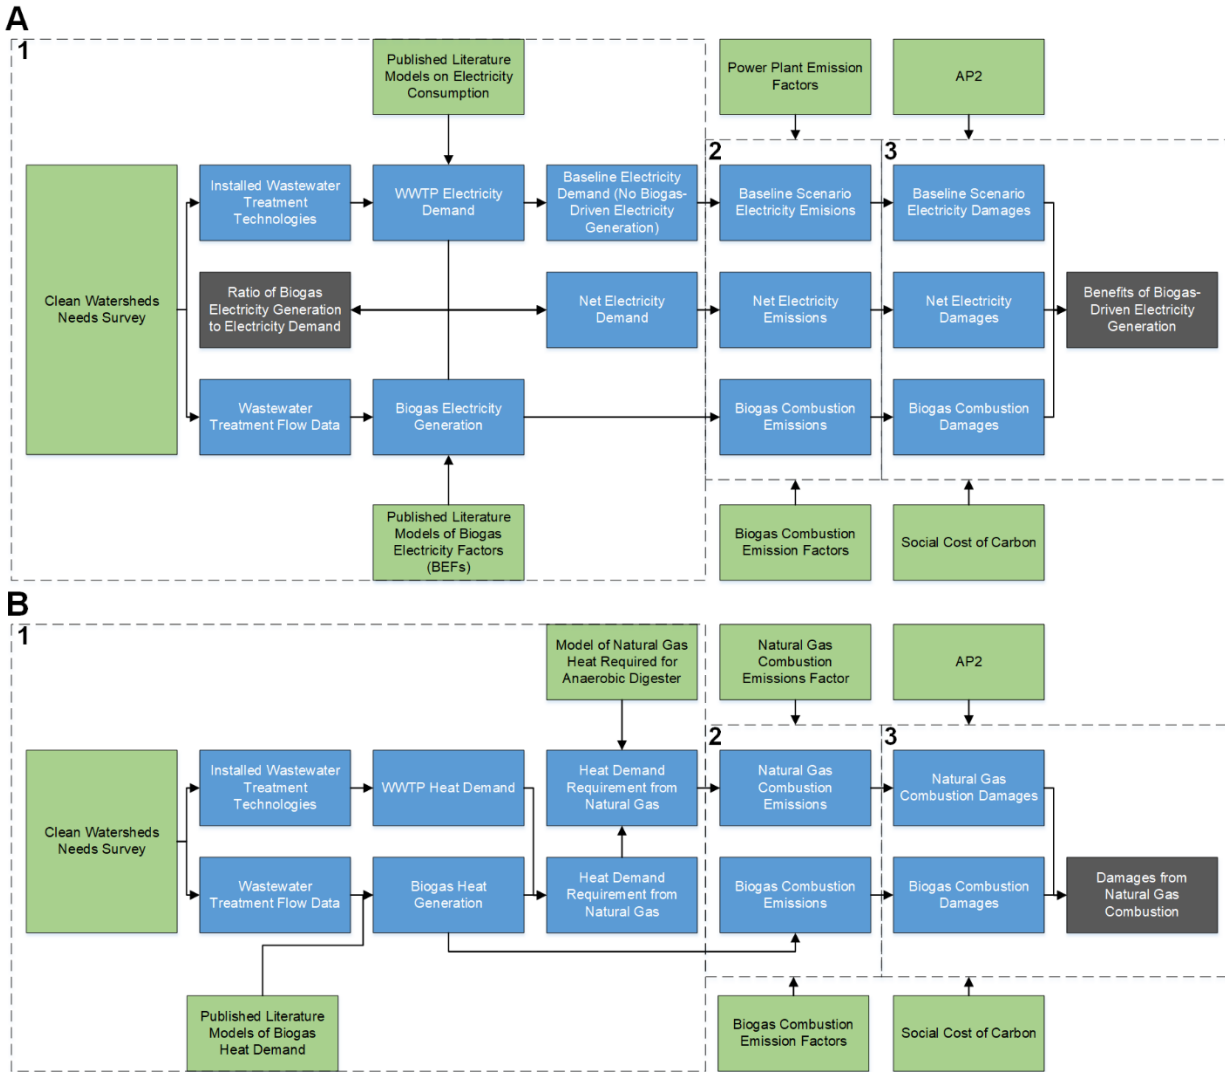 A
1
Published Literature
Models on Electricity
Consumption
Power Plant Emission
Factors
AP2
2
3
Clean Watersheds
Needs Survey
Installed Wastewater
Treatment
Technologies
WWTP Electricity
Demand
Baseline Electricity
Demand (No Biogas-
Driven Electricity
Generation)
Baseline Scenario
Electricity Emisions
Baseline Scenario
Electricity Damages
Ratio of Biogas
Electricity Generation
to Electricity Demand
Net Electricity
Demand
Net Electricity
Emissions
Net Electricity
Damages
Benefits of Biogas-
Driven Electricity
Generation
Wastewater
Treatment Flow Data
Biogas Electricity
Generation
Biogas Combustion
Emissions
Biogas Combustion
Damages
Published Literature
Models of Biogas
Electricity Factors
(BEFs)
Biogas Combustion
Emission Factors
Social Cost of Carbon
B
1
Model of Natural Gas
Heat Required for
Anaerobic Digester
Natural Gas
Combustion
Emissions Factor
AP2
2
3
Clean Watersheds
Needs Survey
Installed Wastewater
Treatment
Technologies
WWTP Heat Demand
Heat Demand
Requirement from
Natural Gas
Natural Gas
Combustion
Emissions
Natural Gas
Combustion Damages
Wastewater
Treatment Flow Data
Biogas Heat
Generation
Heat Demand
Requirement from
Natural Gas
Biogas Combustion
Emissions
Biogas Combustion
Damages
Damages from
Natural Gas
Combustion
Published Literature
Models of Biogas
Heat Demand
Biogas Combustion
Emission Factors
Social Cost of Carbon